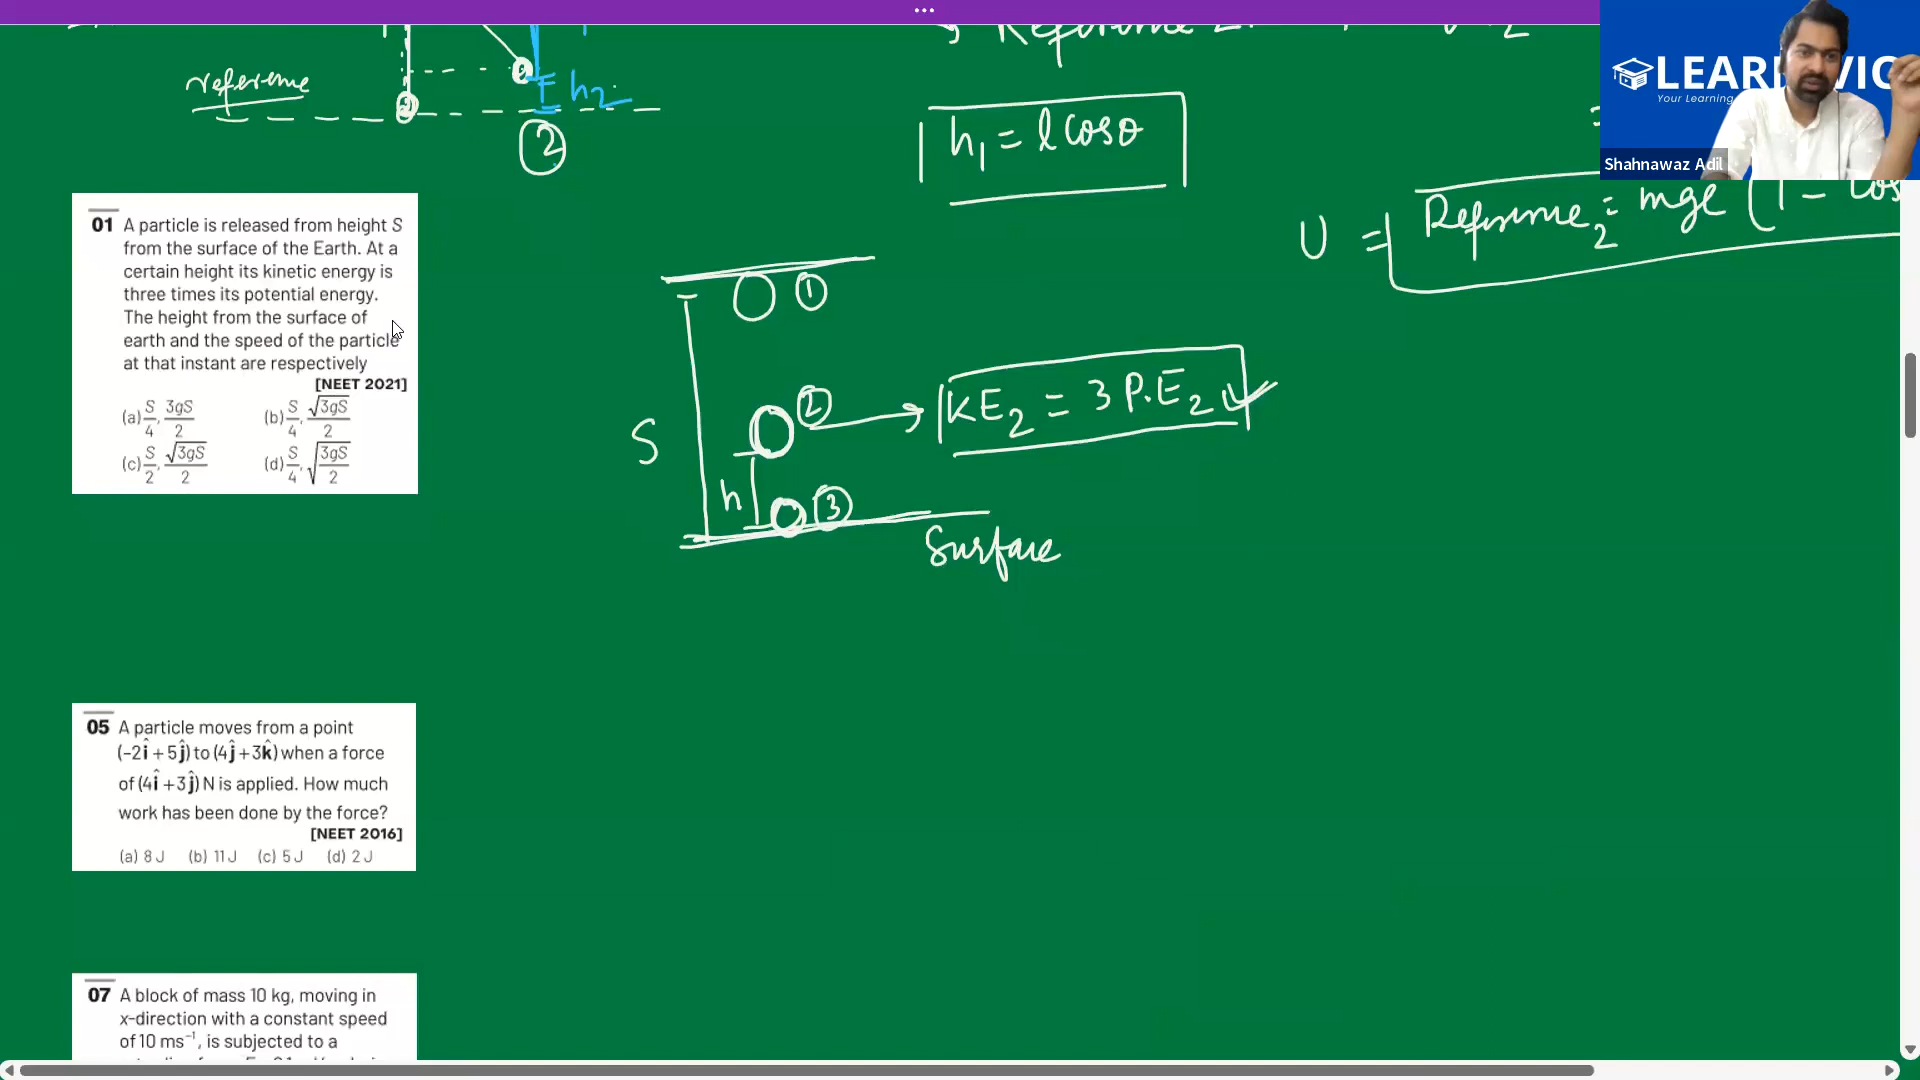 ...
Reference 2
reference
h2
2
h1 = l cosθ
LEAR
Your Learning
Shahnawaz Adil
U = Reference2 = mgl (1 - cos
01 A particle is released from height S
from the surface of the Earth. At a
certain height its kinetic energy is
three times its potential energy.
The height from the surface of
earth and the speed of the particle
at that instant are respectively
[NEET 2021]
(a) S/4, 3gS/2 (b) S/4, √3gS/2
(c) S/2, √3gS/2 (d) S/4, √(3gS/2)
1
2
KE2 = 3 P.E2
S
h
3
Surface
05 A particle moves from a point
(–2î + 5ĵ) to (4ĵ + 3k̂) when a force
of (4î + 3ĵ) N is applied. How much
work has been done by the force?
[NEET 2016]
(a) 8 J (b) 11 J (c) 5 J (d) 2 J
07 A block of mass 10 kg, moving in
x-direction with a constant speed
of 10 ms⁻¹, is subjected to a